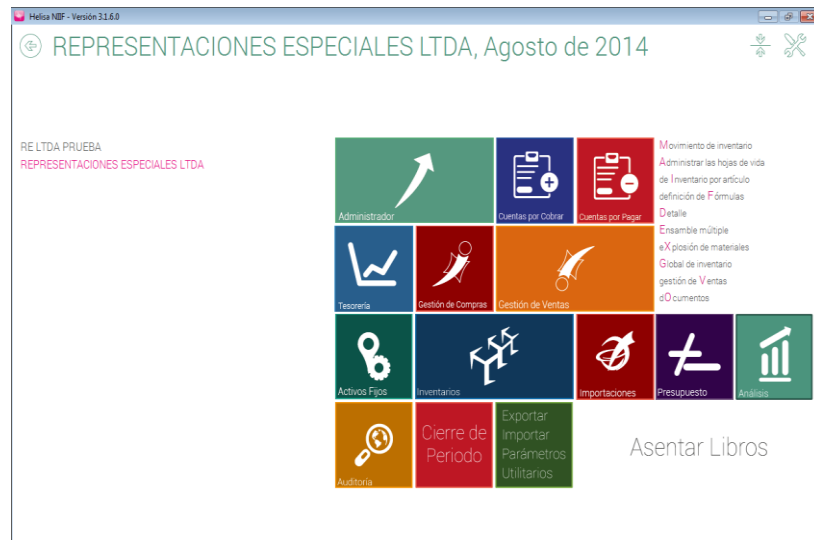 Helisa NIIF - Versión 3.1.6.0
REPRESENTACIONES ESPECIALES LTDA, Agosto de 2014
RE LTDA PRUEBA
REPRESENTACIONES ESPECIALES LTDA
Administrador
Cuentas por Cobrar
Cuentas por Pagar
Movimiento de inventario
Administrar las hojas de vida
de Inventario por artículo
definición de Fórmulas
Detalle
Ensamble múltiple
eXplosión de materiales
Global de inventario
gestión de Ventas
dOcumentos
Tesorería
Gestión de Compras
Gestión de Ventas
Activos Fijos
Inventarios
Importaciones
Presupuesto
Análisis
Auditoría
Cierre de
Periodo
Exportar
Importar
Parámetros
Utilitarios
Asentar Libros